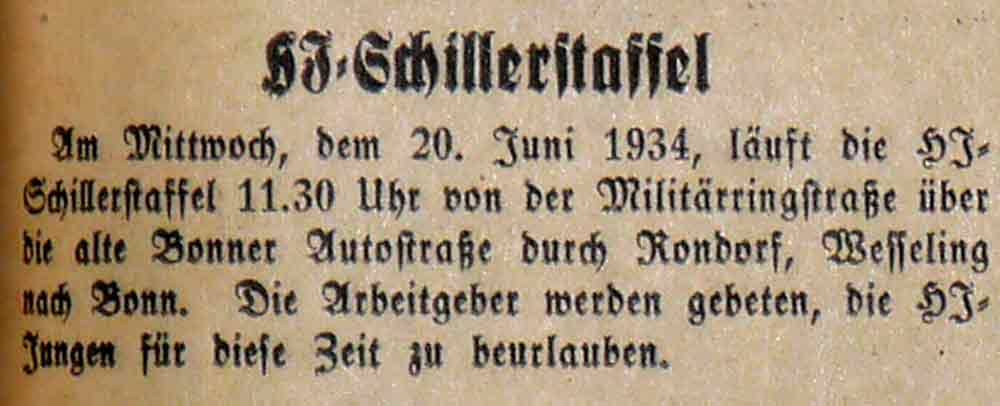 HJ-Schillerstaffel
Am Mittwoch, dem 20. Juni 1934, läuft die HJ-
Schillerstaffel 11.30 Uhr von der Militärringstraße über
die alte Bonner Autostraße durch Rondorf, Wesseling
nach Bonn. Die Arbeitgeber werden gebeten, die HJ-
Jungen für diese Zeit zu beurlauben.